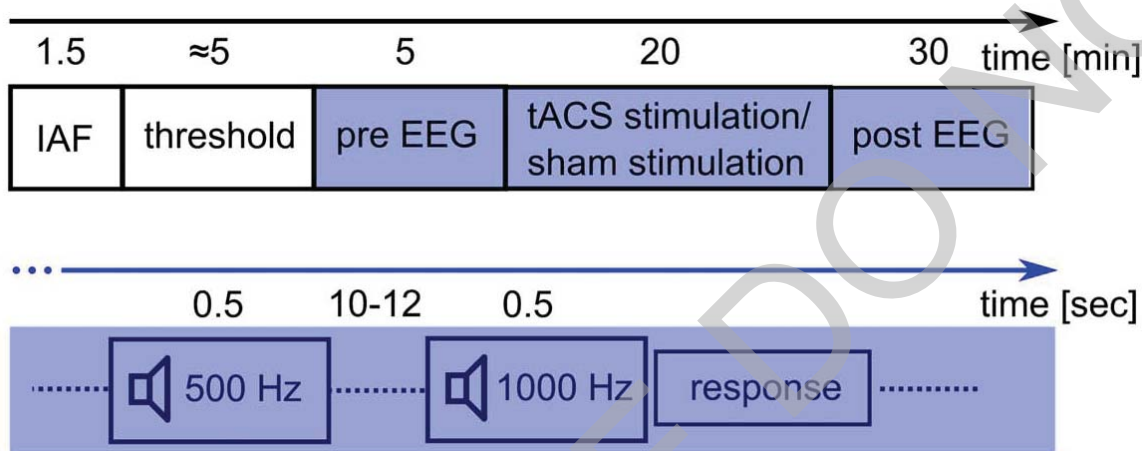 1.5 ≈5 5 20 30 time [min]
IAF threshold pre EEG tACS stimulation/ sham stimulation post EEG
0.5 10-12 0.5 time [sec]
500 Hz 1000 Hz response
DO